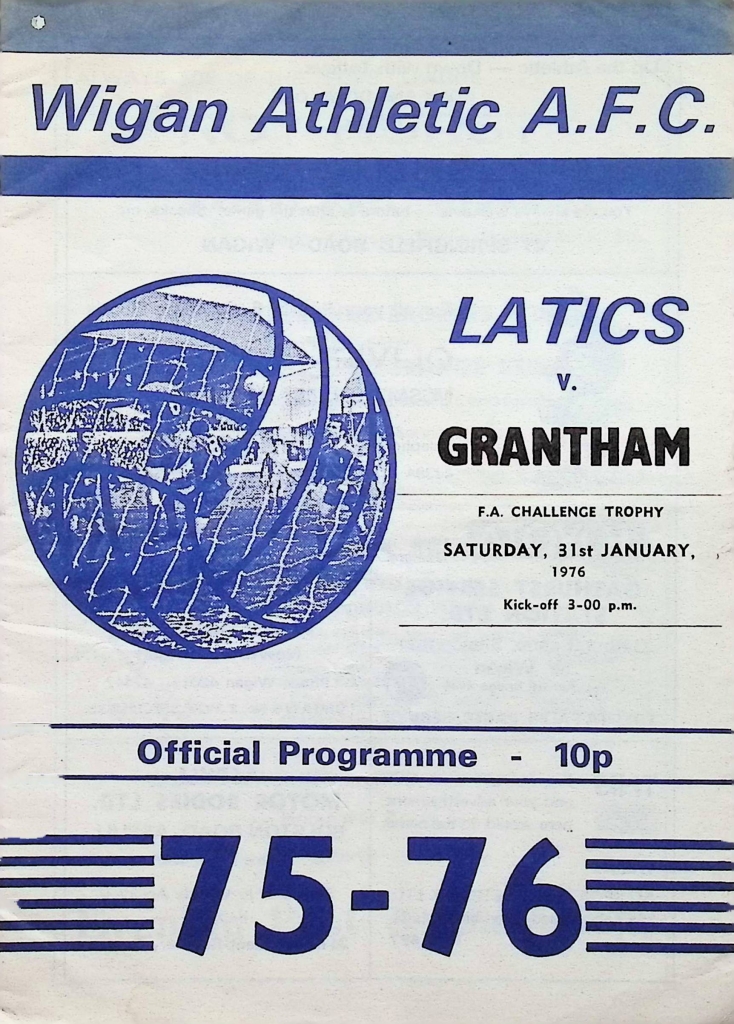 Wigan Athletic A.F.C.
LATICS
v.
GRANTHAM
F.A. CHALLENGE TROPHY
SATURDAY, 31st JANUARY,
1976
Kick-off 3-00 p.m.
Official Programme - 10p
75-76